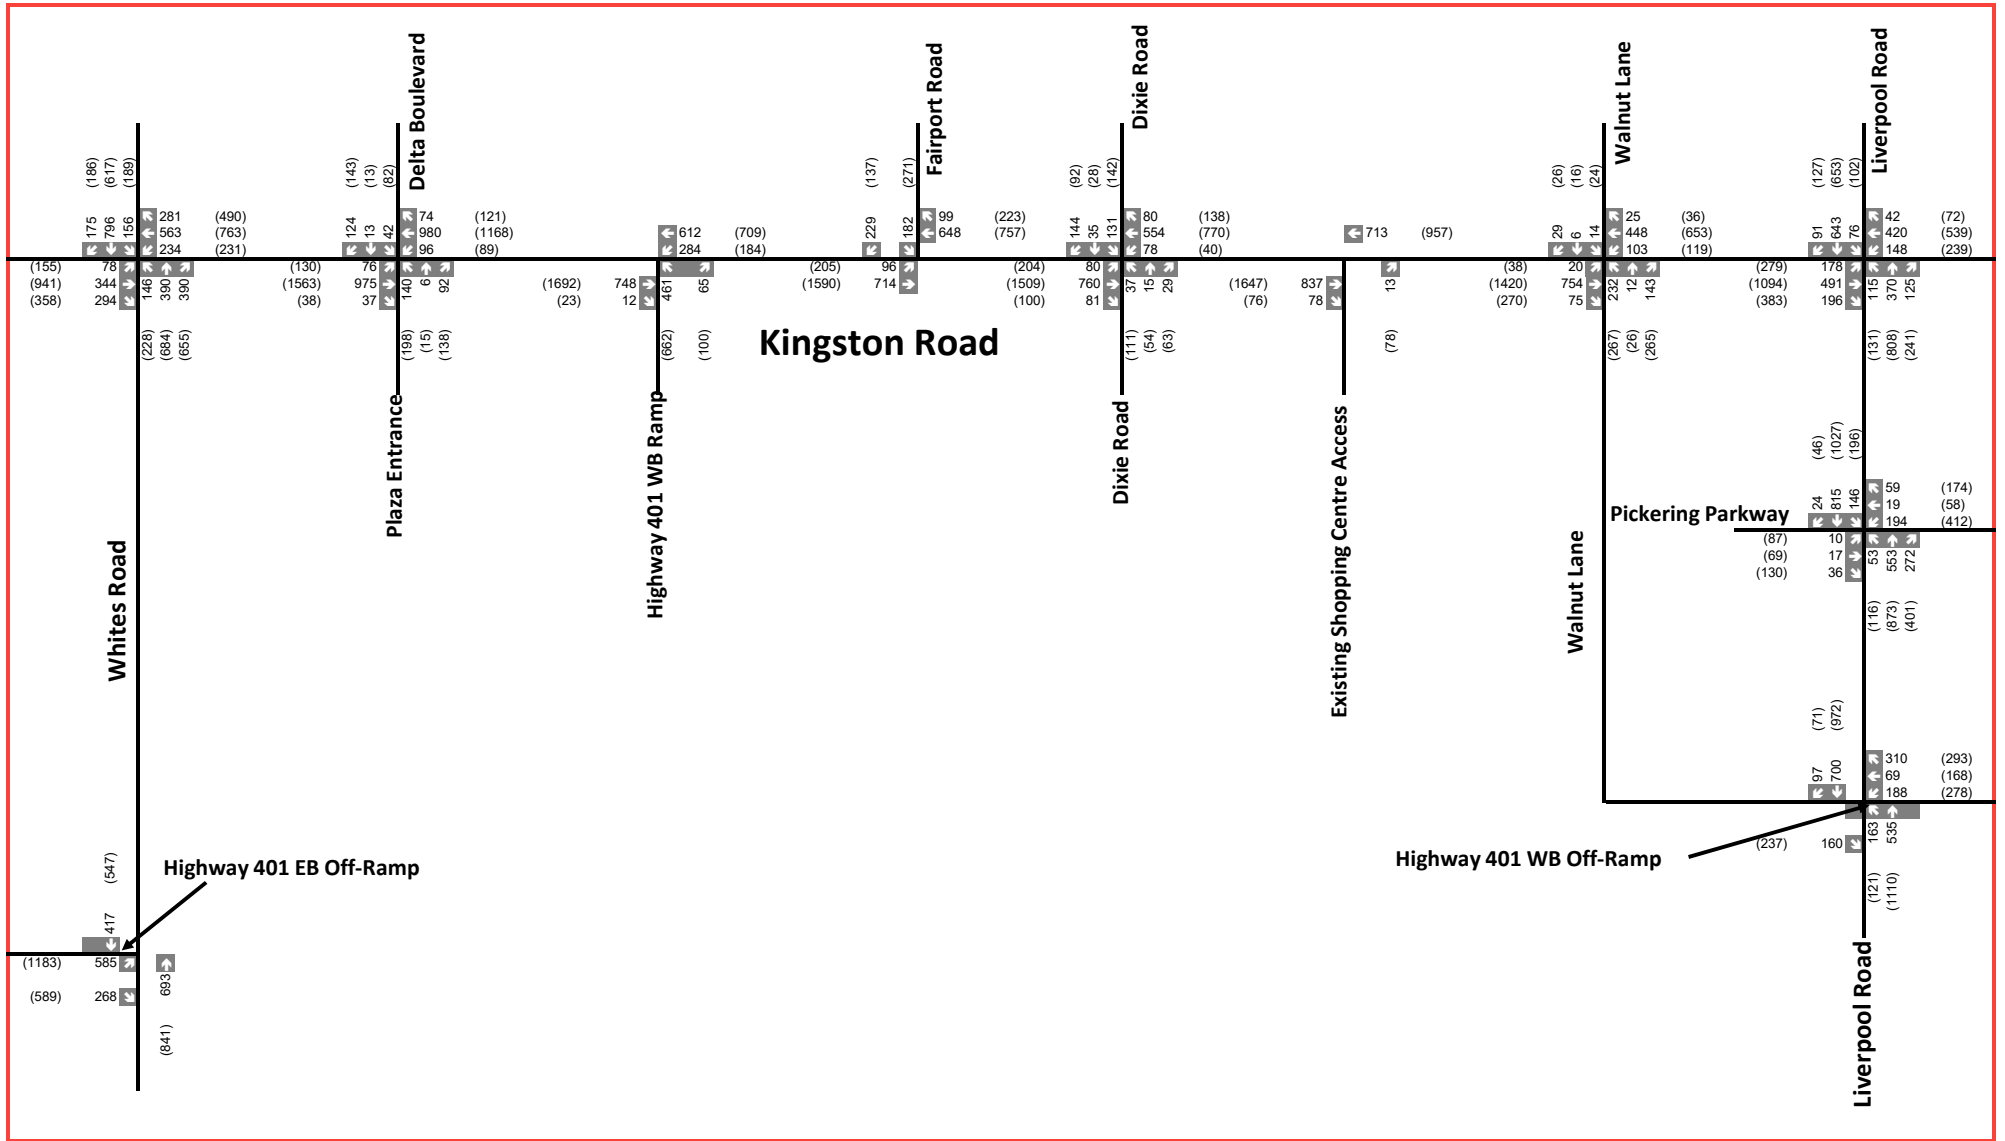 Delta Boulevard
Fairport Road
Dixie Road
Walnut Lane
Liverpool Road
(186) (617) (189)
175 796 156
281 (490)
563 (763)
234 (231)
(155) 78
(941) 344
(358) 294
146 390 390
(228) (684) (655)
(143) (13) (82)
124 13 42
74 (121)
980 (1168)
96 (89)
(130) 76
(1563) 975
(38) 37
140 6 92
(198) (15) (138)
612 (709)
284 (184)
(1692) 748
(23) 12
461 65
(662) (100)
(137) (271)
229 182
99 (223)
648 (757)
(205) 96
(1590) 714
Kingston Road
(92) (28) (142)
144 35 131
80 (138)
554 (770)
78 (40)
(204) 80
(1509) 760
(100) 81
37 15 29
(111) (54) (63)
713 (957)
(1647) 837
(76) 78
13
(78)
(26) (16) (24)
29 6 14
25 (36)
448 (653)
103 (119)
(38) 20
(1420) 754
(270) 75
232 12 143
(267) (26) (265)
(127) (653) (102)
91 643 76
42 (72)
420 (539)
148 (239)
(279) 178
(1094) 491
(383) 196
115 370 125
(131) (808) (241)
Plaza Entrance
Highway 401 WB Ramp
Dixie Road
Existing Shopping Centre Access
Whites Road
Walnut Lane
Pickering Parkway
(46) (1027) (196)
24 815 146
59 (174)
19 (58)
194 (412)
(87) 10
(69) 17
(130) 36
53 553 272
(116) (873) (401)
(71) (972)
97 700
310 (293)
69 (168)
188 (278)
(237) 160
163 535
(121) (1110)
Highway 401 WB Off-Ramp
Highway 401 EB Off-Ramp
(547)
417
(1183) 585
(589) 268
693
(841)
Liverpool Road